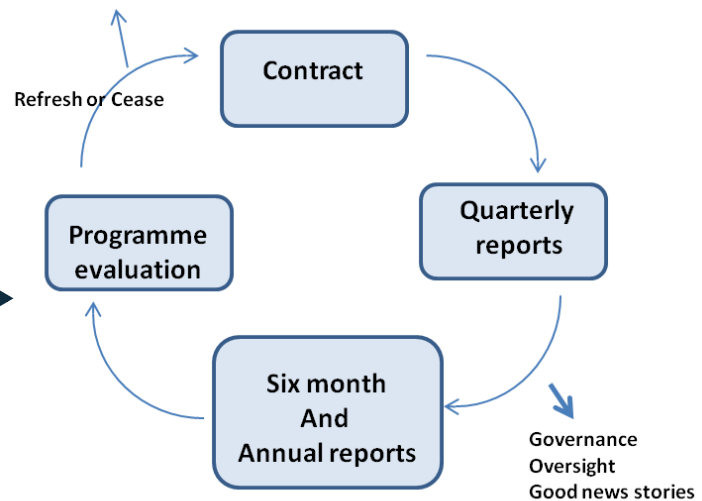 Contract
Refresh or Cease
Quarterly
reports
Programme
evaluation
Six month
And
Annual reports
Governance
Oversight
Good news stories